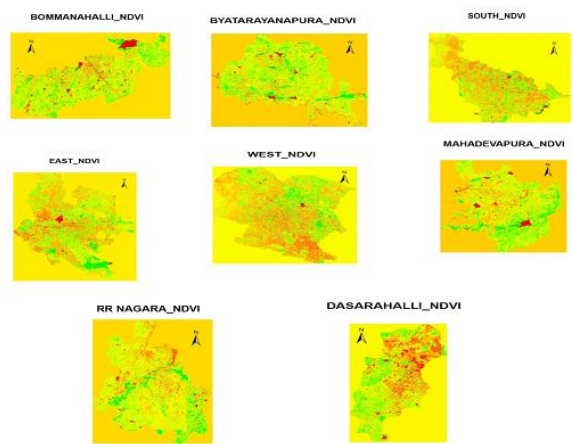 BOMMANAHALLI_NDVI
BYATARAYANAPURA_NDVI
SOUTH_NDVI
N
N
N
EAST_NDVI
WEST_NDVI
MAHADEVAPURA_NDVI
N
N
N
RR NAGARA_NDVI
DASARAHALLI_NDVI
N
N